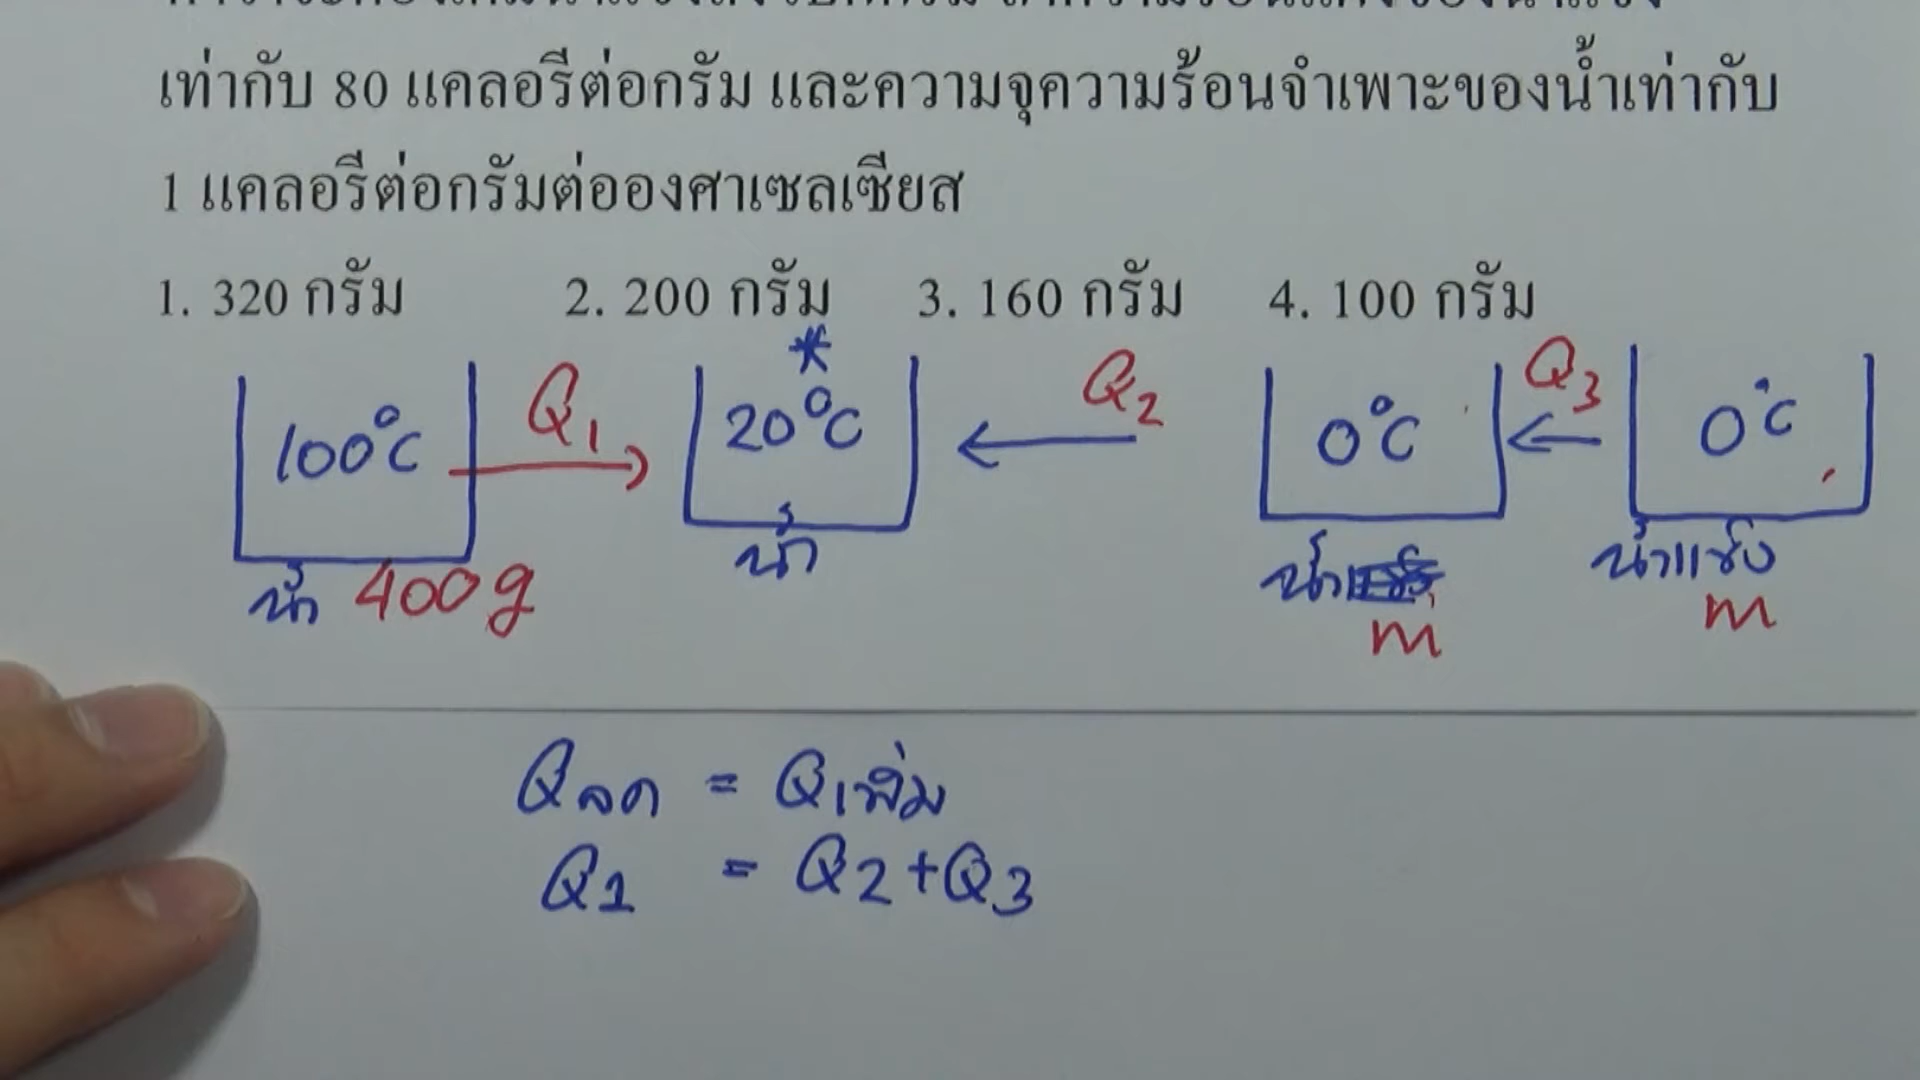 เท่ากับ 80 แคลอรีต่อกรัม และความจุความร้อนจำเพาะของน้ำเท่ากับ
1 แคลอรีต่อกรัมต่อองศาเซลเซียส
1. 320 กรัม 2. 200 กรัม 3. 160 กรัม 4. 100 กรัม
*
100°C Q1 20°C Q2 0°C Q3 0°C
น้ำ 400g น้ำ น้ำ น้ำแข็ง
m m
Qลด = Qเพิ่ม
Q1 = Q2+Q3